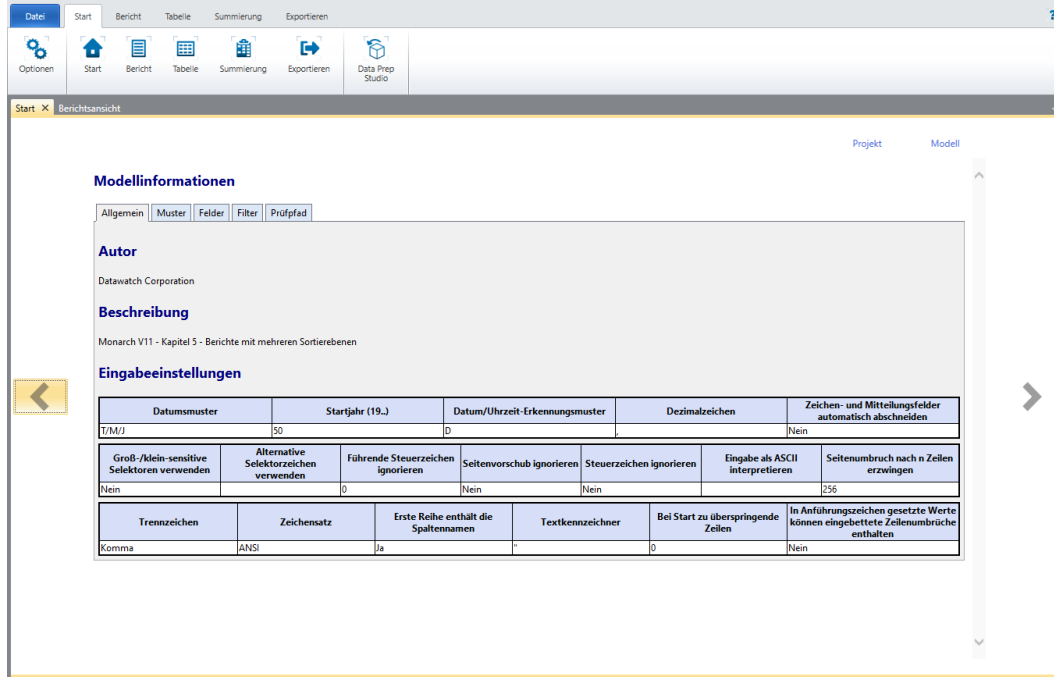 Datei Start Bericht Tabelle Summierung Exportieren ?
Optionen Start Bericht Tabelle Summierung Exportieren Data Prep
Studio
Start X Berichtsansicht
Projekt Modell
Modellinformationen
Allgemein Muster Felder Filter Prüfpfad
Autor
Datawatch Corporation
Beschreibung
Monarch V11 - Kapitel 5 - Berichte mit mehreren Sortierebenen
Eingabeeinstellungen
Datumsmuster Startjahr (19..) Datum/Uhrzeit-Erkennungsmuster Dezimalzeichen Zeichen- und Mitteilungsfelder
automatisch abschneiden
T/M/J 50 D , Nein
Groß-/klein-sensitive
Selektoren verwenden
Alternative
Selektorzeichen
verwenden
Führende Steuerzeichen
ignorieren
Seitenvorschub ignorieren
Steuerzeichen ignorieren
Eingabe als ASCII
interpretieren
Seitenumbruch nach n Zeilen
erzwingen
Nein 0 Nein Nein 256
Trennzeichen
Zeichensatz
Erste Reihe enthält die
Spaltennamen
Textkennzeichner
Bei Start zu überspringende
Zeilen
In Anführungszeichen gesetzte Werte
können eingebettete Zeilenumbrüche
enthalten
Komma ANSI Ja " 0 Nein